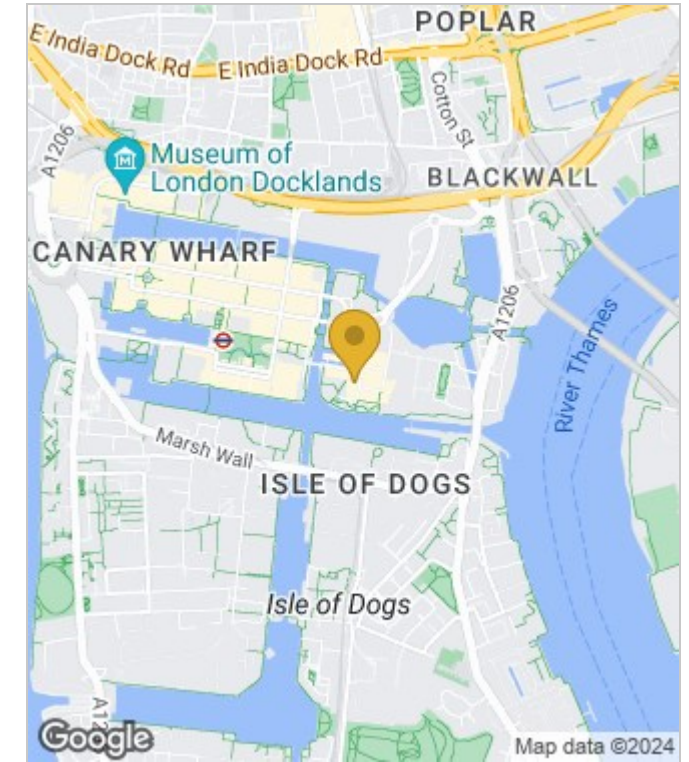 POPLAR
E India Dock Rd
E India Dock Rd
Cotton St
A1206
Museum of
London Docklands
BLACKWALL
CANARY WHARF
A1206
River Thames
Marsh Wall
ISLE OF DOGS
Isle of Dogs
A12
Google
Map data ©2024